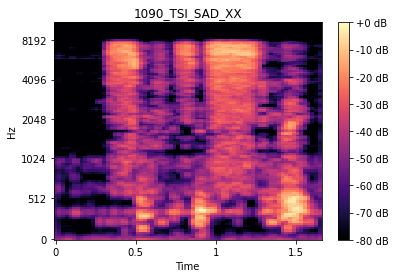 1090_TSI_SAD_XX
Hz
8192
4096
2048
1024
512
0
0
0.5
1
1.5
Time
+0 dB
-10 dB
-20 dB
-30 dB
-40 dB
-50 dB
-60 dB
-70 dB
-80 dB